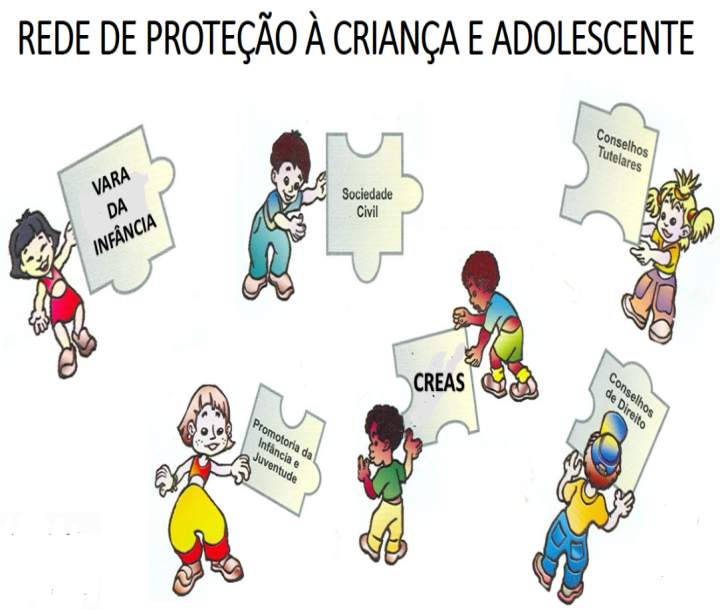 REDE DE PROTEÇÃO À CRIANÇA E ADOLESCENTE
VARA
DA
INFÂNCIA
Sociedade
Civil
Conselhos
Tutelares
CREAS
Promotoria da
Infância e
Juventude
Conselhos
de Direito